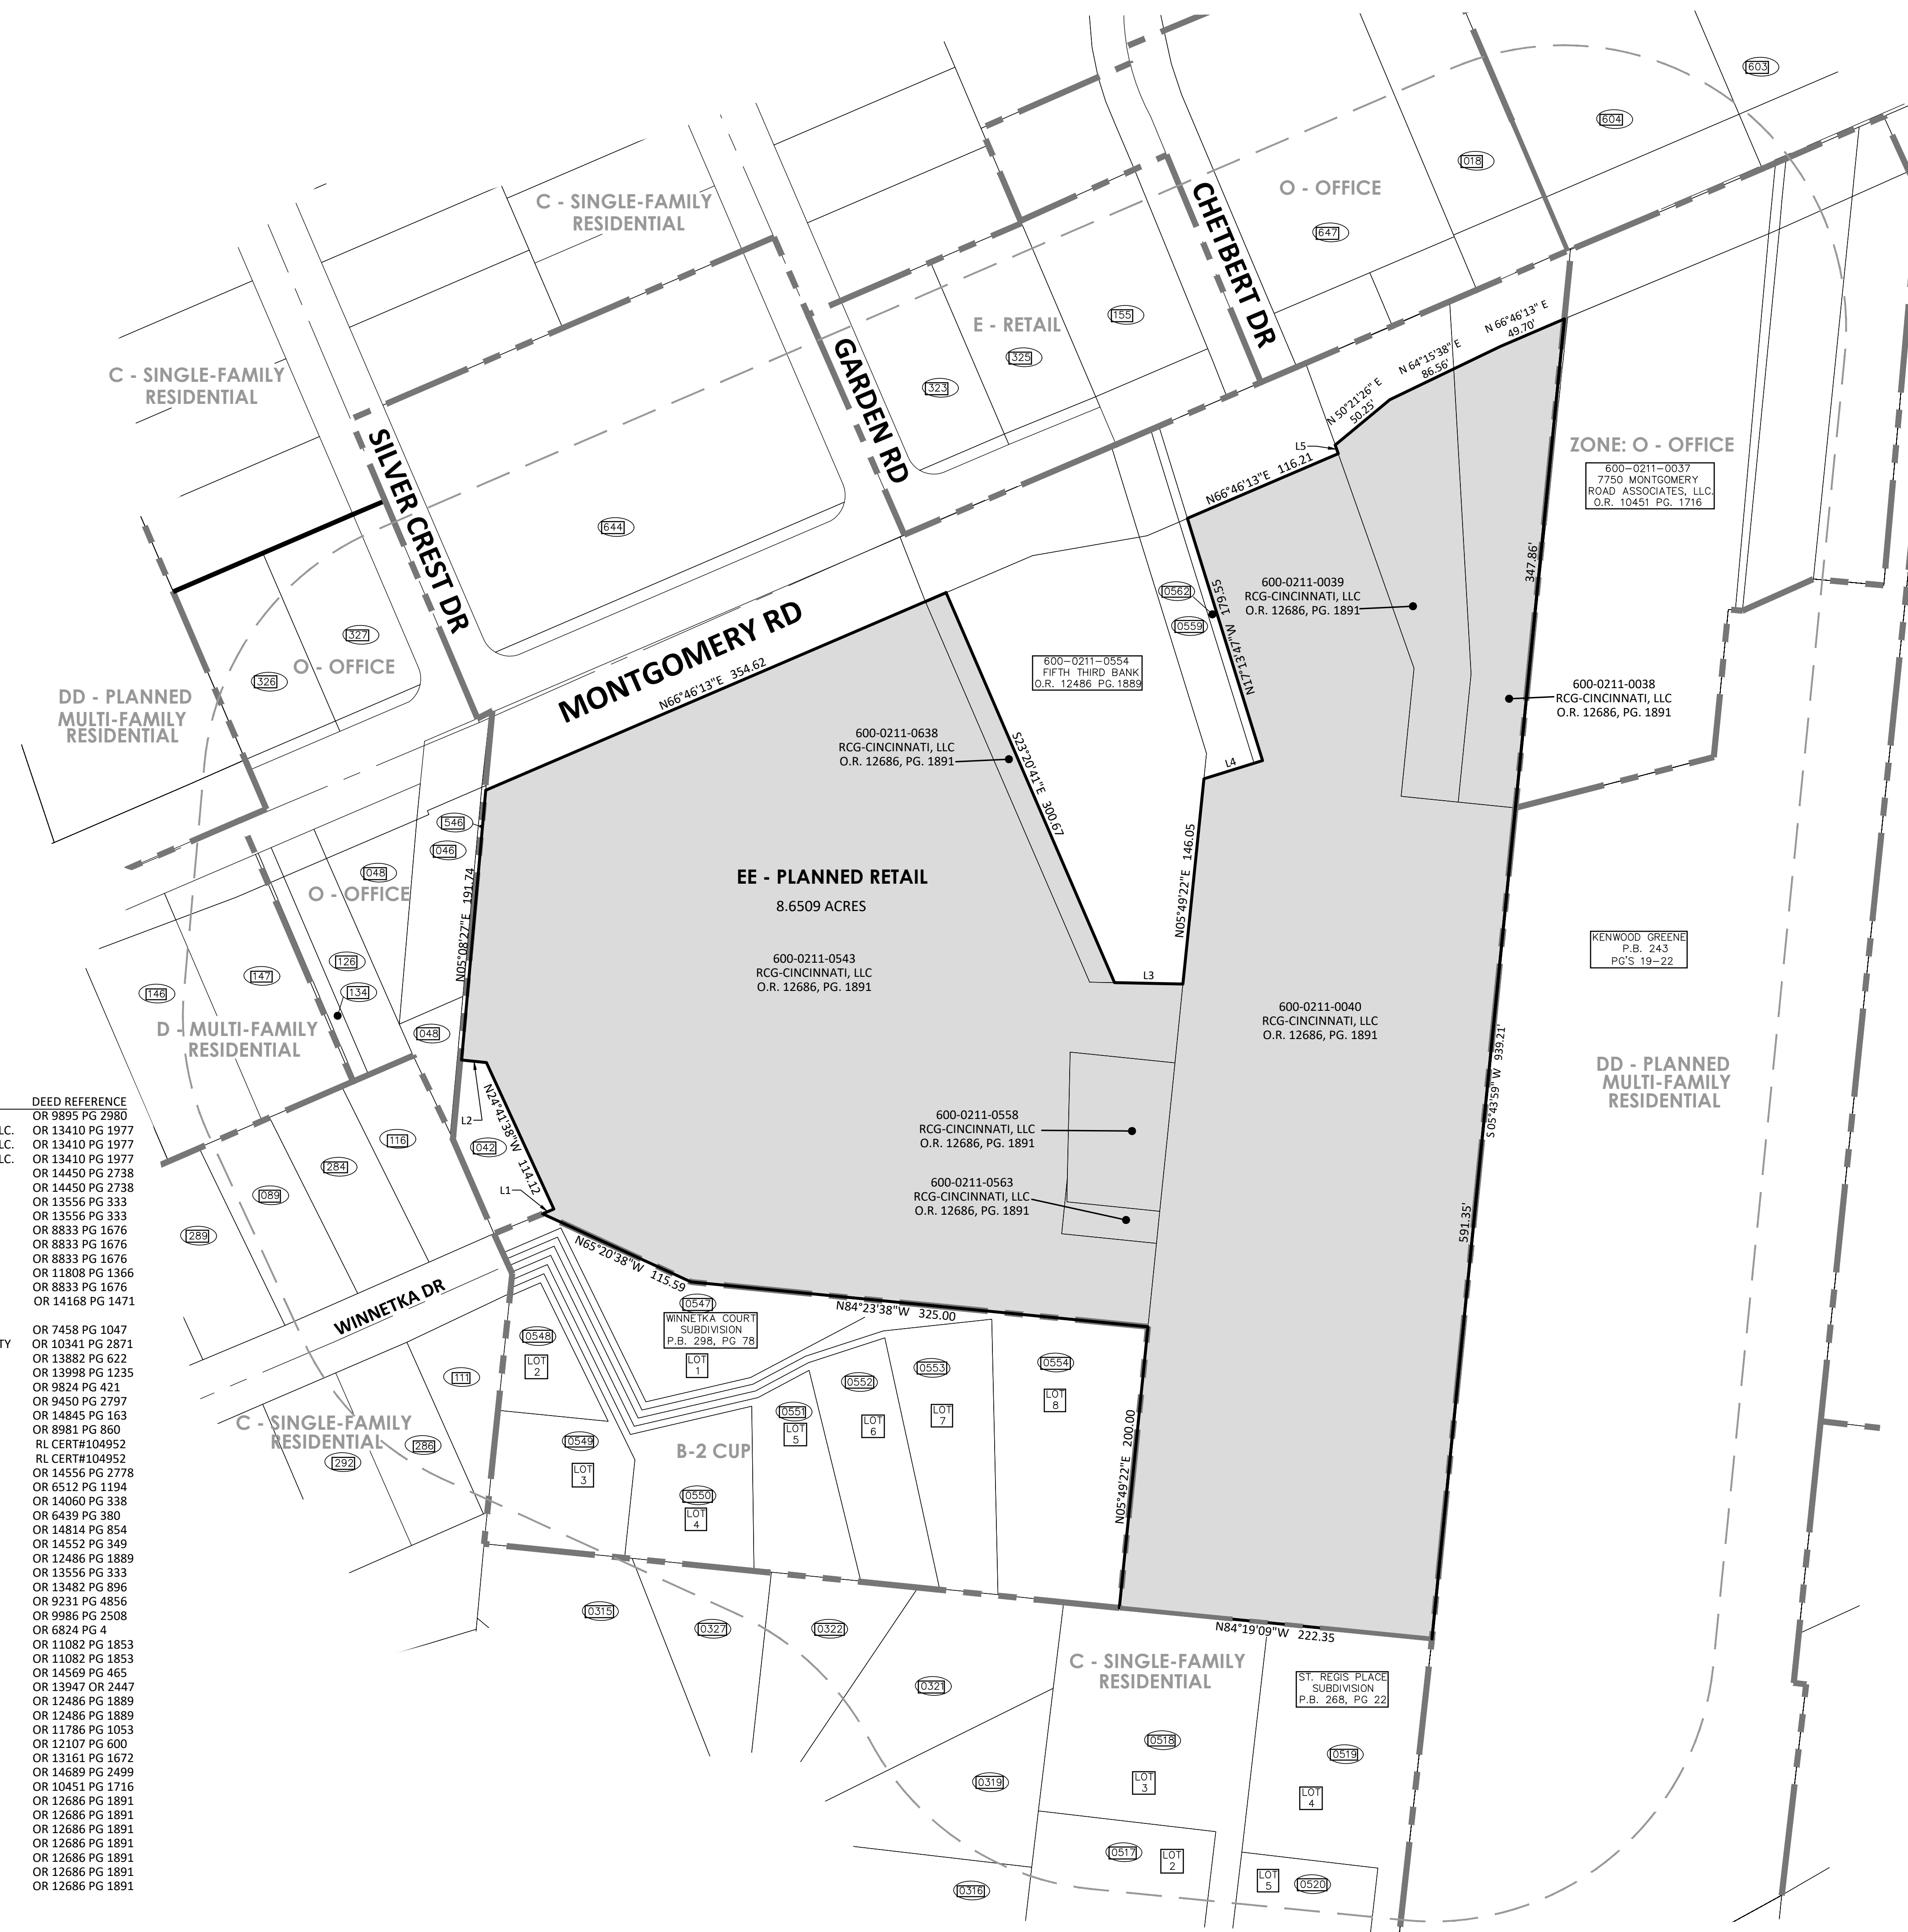 603
604
018
C - SINGLE-FAMILY
RESIDENTIAL
O - OFFICE
647
CHETBERT DR
155
E - RETAIL
325
323
GARDEN RD
C - SINGLE-FAMILY
RESIDENTIAL
SILVER CREST DR
N 66°46'13" E
49.70'
N 64°15'38" E
86.56'
N 50°21'26" E
50.25'
L5
N66°46'13"E 116.21
ZONE: O - OFFICE
600-0211-0037
7750 MONTGOMERY
ROAD ASSOCIATES, LLC.
O.R. 10451 PG. 1716
644
347.86'
327
O - OFFICE
326
DD - PLANNED
MULTI-FAMILY
RESIDENTIAL
MONTGOMERY RD
N66°46'13"E 354.62
0562
0559
N17°13'47"W 179.55
600-0211-0039
RCG-CINCINNATI, LLC
O.R. 12686, PG. 1891
600-0211-0554
FIFTH THIRD BANK
O.R. 12486 PG.1889
600-0211-0038
RCG-CINCINNATI, LLC
O.R. 12686, PG. 1891
600-0211-0638
RCG-CINCINNATI, LLC
O.R. 12686, PG. 1891
S23°20'41"E 300.67
L4
546
046
048
O - OFFICE
N05°08'27"E 191.74
EE - PLANNED RETAIL
8.6509 ACRES
N05°49'22"E 146.05
L3
600-0211-0543
RCG-CINCINNATI, LLC
O.R. 12686, PG. 1891
KENWOOD GREENE
P.B. 243
PG'S 19-22
126
147
134
146
D - MULTI-FAMILY
RESIDENTIAL
048
600-0211-0040
RCG-CINCINNATI, LLC
O.R. 12686, PG. 1891
S 05°43'59" W 939.21'
DD - PLANNED
MULTI-FAMILY
RESIDENTIAL
L2
N24°41'38"W 114.12
042
L1
116
284
089
289
600-0211-0558
RCG-CINCINNATI, LLC
O.R. 12686, PG. 1891
600-0211-0563
RCG-CINCINNATI, LLC
O.R. 12686, PG. 1891
591.35'
N65°20'38"W 115.59
N84°23'38"W 325.00
WINNETKA DR
0547
WINNETKA COURT
SUBDIVISION
P.B. 298, PG 78
LOT
1
0548
LOT
2
111
0554
LOT
8
0553
LOT
7
0552
LOT
6
0551
LOT
5
C - SINGLE-FAMILY
RESIDENTIAL
286
292
0549
LOT
3
B-2 CUP
0550
LOT
4
N05°49'22"E 200.00
0315
0327
0322
N84°19'09"W 222.35
C - SINGLE-FAMILY
RESIDENTIAL
ST. REGIS PLACE
SUBDIVISION
P.B. 268, PG 22
0321
0518
LOT
3
0519
LOT
4
0319
0517
LOT
2
LOT
5
0520
0316
DEED REFERENCE
OR 9895 PG 2980
LC. OR 13410 PG 1977
LC. OR 13410 PG 1977
LC. OR 13410 PG 1977
OR 14450 PG 2738
OR 14450 PG 2738
OR 13556 PG 333
OR 13556 PG 333
OR 8833 PG 1676
OR 8833 PG 1676
OR 8833 PG 1676
OR 11808 PG 1366
OR 8833 PG 1676
OR 14168 PG 1471
OR 7458 PG 1047
TY OR 10341 PG 2871
OR 13882 PG 622
OR 13998 PG 1235
OR 9824 PG 421
OR 9450 PG 2797
OR 14845 PG 163
OR 8981 PG 860
RL CERT#104952
RL CERT#104952
OR 14556 PG 2778
OR 6512 PG 1194
OR 14060 PG 338
OR 6439 PG 380
OR 14814 PG 854
OR 14552 PG 349
OR 12486 PG 1889
OR 13556 PG 333
OR 13482 PG 896
OR 9231 PG 4856
OR 9986 PG 2508
OR 6824 PG 4
OR 11082 PG 1853
OR 11082 PG 1853
OR 14569 PG 465
OR 13947 OR 2447
OR 12486 PG 1889
OR 12486 PG 1889
OR 11786 PG 1053
OR 12107 PG 600
OR 13161 PG 1672
OR 14689 PG 2499
OR 10451 PG 1716
OR 12686 PG 1891
OR 12686 PG 1891
OR 12686 PG 1891
OR 12686 PG 1891
OR 12686 PG 1891
OR 12686 PG 1891
OR 12686 PG 1891